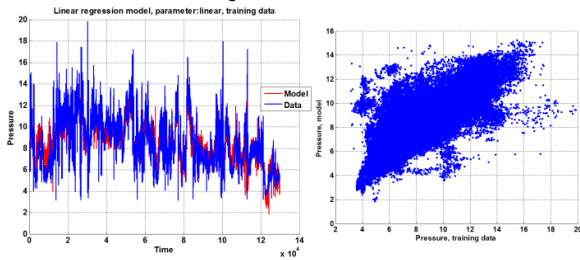 Linear regression model, parameter:linear, training data
20
18
16
14
12
10
8
6
4
2
0
Pressure
0 2 4 6 8 10 12 14
x 10⁴
Time
Model
Data
16
14
12
10
8
6
4
2
0
Pressure, model
2 4 6 8 10 12 14 16 18 20
Pressure, training data